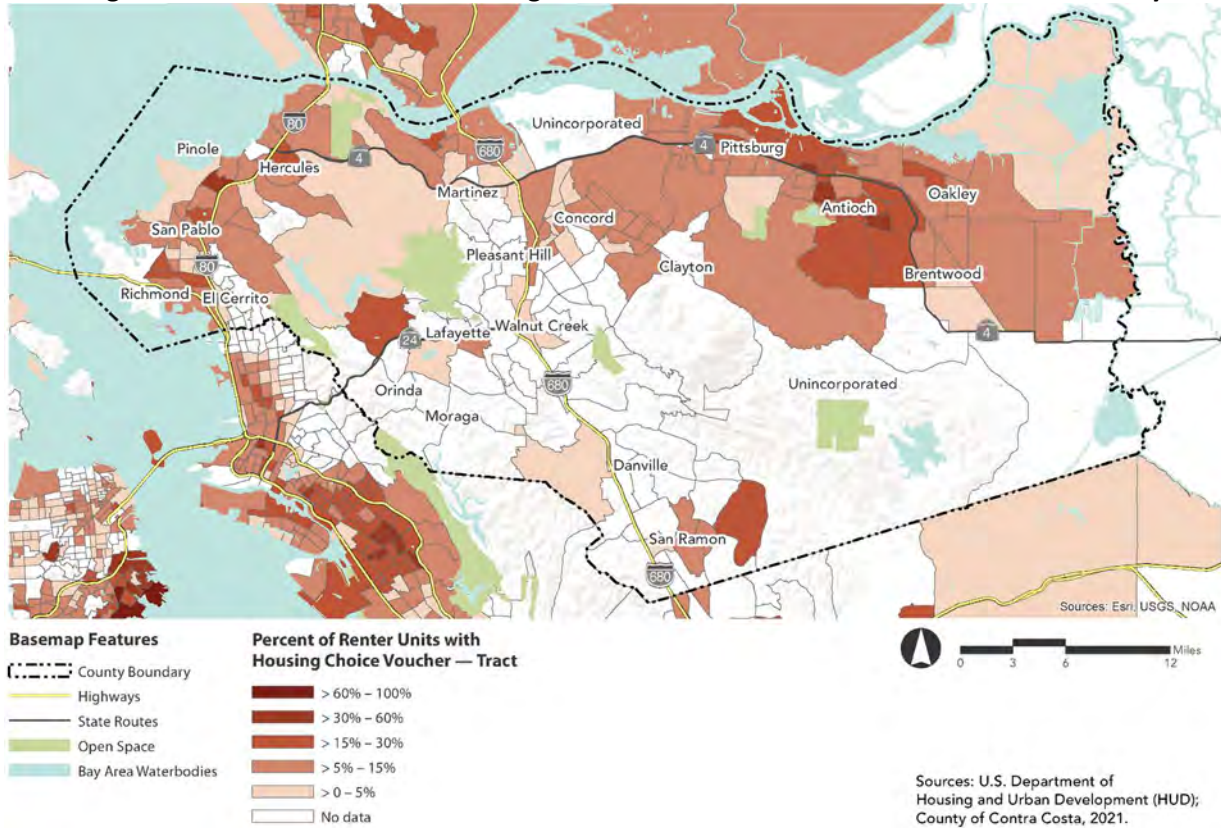 80
Unincorporated
680
4
Pittsburg
Pinole
Hercules
4
Martinez
Concord
Antioch
Oakley
San Pablo
Pleasant Hill
80
Clayton
Brentwood
Richmond
El Cerrito
24
Lafayette
Walnut Creek
4
680
Orinda
Moraga
Unincorporated
Danville
San Ramon
680
Sources: Esri, USGS, NOAA
Basemap Features
County Boundary
Highways
State Routes
Open Space
Bay Area Waterbodies
Percent of Renter Units with
Housing Choice Voucher — Tract
> 60% – 100%
> 30% – 60%
> 15% – 30%
> 5% – 15%
> 0 – 5%
No data
Miles
0 3 6 12
Sources: U.S. Department of
Housing and Urban Development (HUD);
County of Contra Costa, 2021.